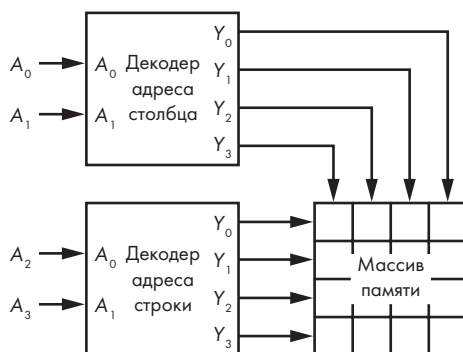 A₀ A₀ Декодер Y₀
адреса Y₁
A₁ A₁ столбца Y₂
Y₃
Y₀
A₂ A₀ Декодер Y₁
адреса
A₃ A₁ строки Y₂
Y₃
Массив
памяти